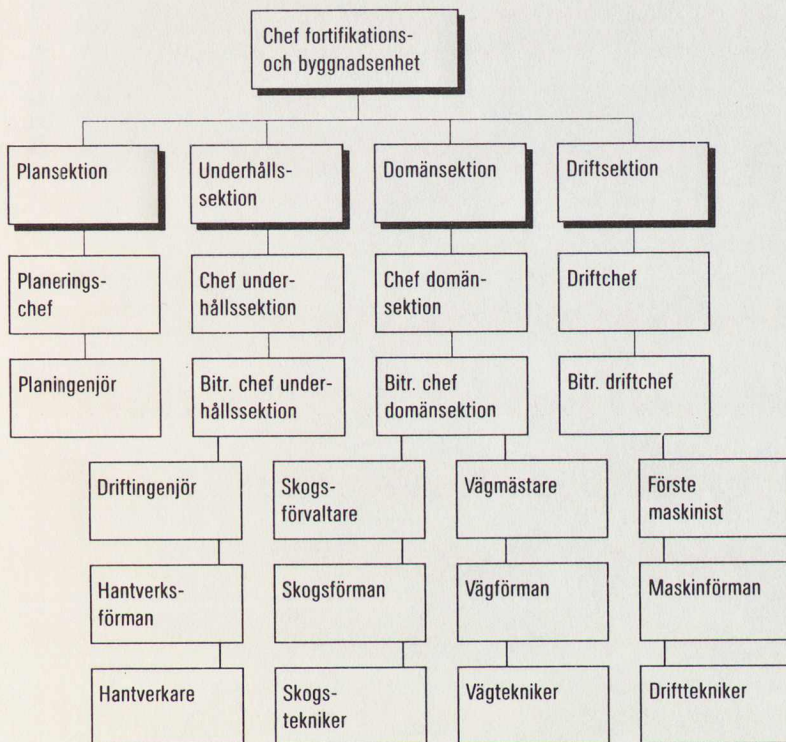 Chef fortifikations-
och byggnadsenhet
Plansektion
Underhålls-
sektion
Domänsektion
Driftsektion
Planerings-
chef
Chef under-
hållssektion
Chef domän-
sektion
Driftchef
Planingenjör
Bitr. chef under-
hållssektion
Bitr. chef
domänsektion
Bitr. driftchef
Driftingenjör
Skogs-
förvaltare
Vägmästare
Förste
maskinist
Hantverks-
förman
Skogsförman
Vägförman
Maskinförman
Hantverkare
Skogs-
tekniker
Vägtekniker
Drifttekniker